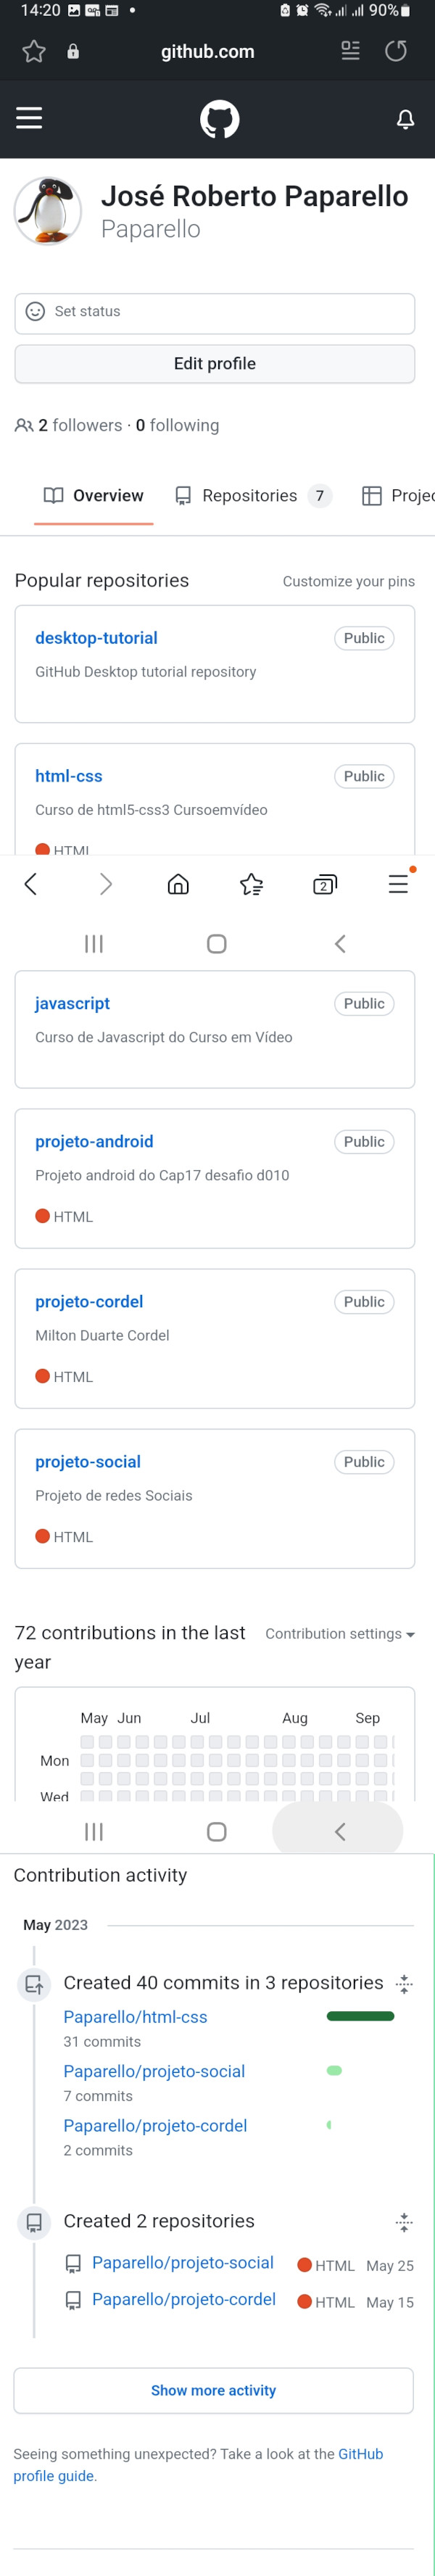 14:20 90%
github.com
José Roberto Paparello
Paparello
Set status
Edit profile
2 followers · 0 following
Overview Repositories 7 Projec
Popular repositories Customize your pins
desktop-tutorial Public
GitHub Desktop tutorial repository
html-css Public
Curso de html5-css3 Cursoemvídeo
HTML
2
javascript Public
Curso de Javascript do Curso em Vídeo
projeto-android Public
Projeto android do Cap17 desafio d010
HTML
projeto-cordel Public
Milton Duarte Cordel
HTML
projeto-social Public
Projeto de redes Sociais
HTML
72 contributions in the last Contribution settings
year
May Jun Jul Aug Sep
Mon
Wed
Contribution activity
May 2023
Created 40 commits in 3 repositories
Paparello/html-css
31 commits
Paparello/projeto-social
7 commits
Paparello/projeto-cordel
2 commits
Created 2 repositories
Paparello/projeto-social HTML May 25
Paparello/projeto-cordel HTML May 15
Show more activity
Seeing something unexpected? Take a look at the GitHub
profile guide.